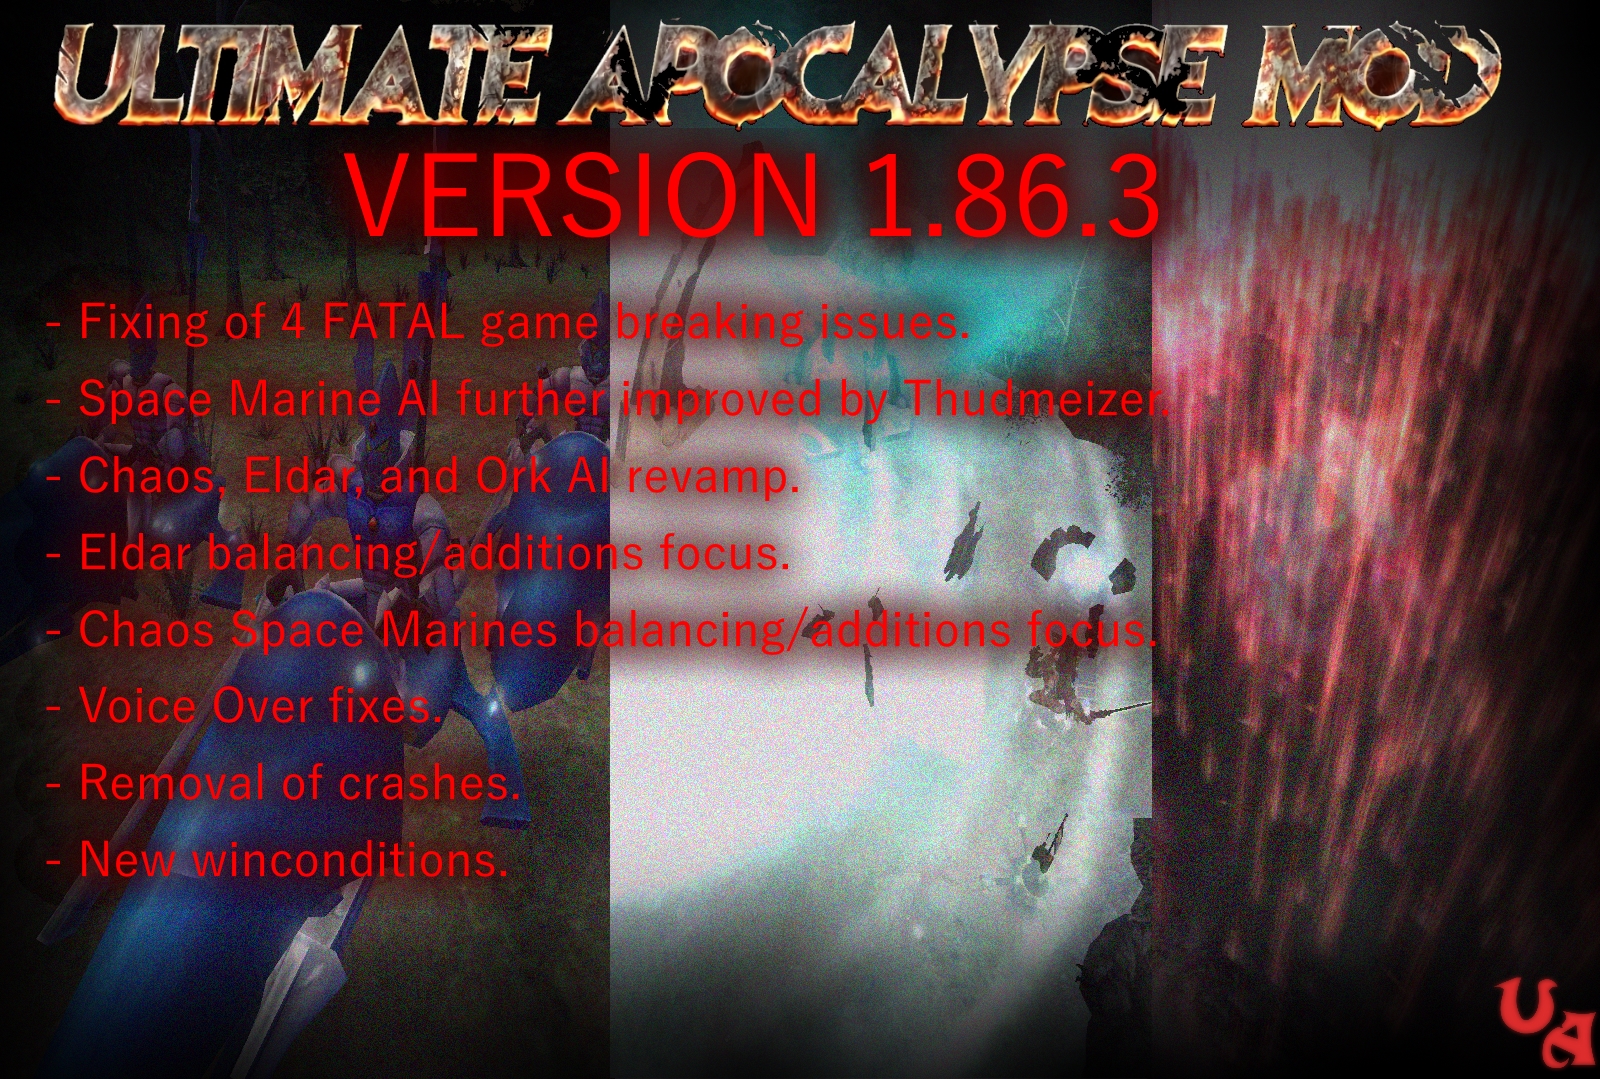 ULTIMATE APOCALYPSE MOD
VERSION 1.86.3
- Fixing of 4 FATAL game breaking issues.
- Space Marine AI further improved by Thudmeizer.
- Chaos, Eldar, and Ork AI revamp.
- Eldar balancing/additions focus.
- Chaos Space Marines balancing/additions focus.
- Voice Over fixes.
- Removal of crashes.
- New winconditions.
UA